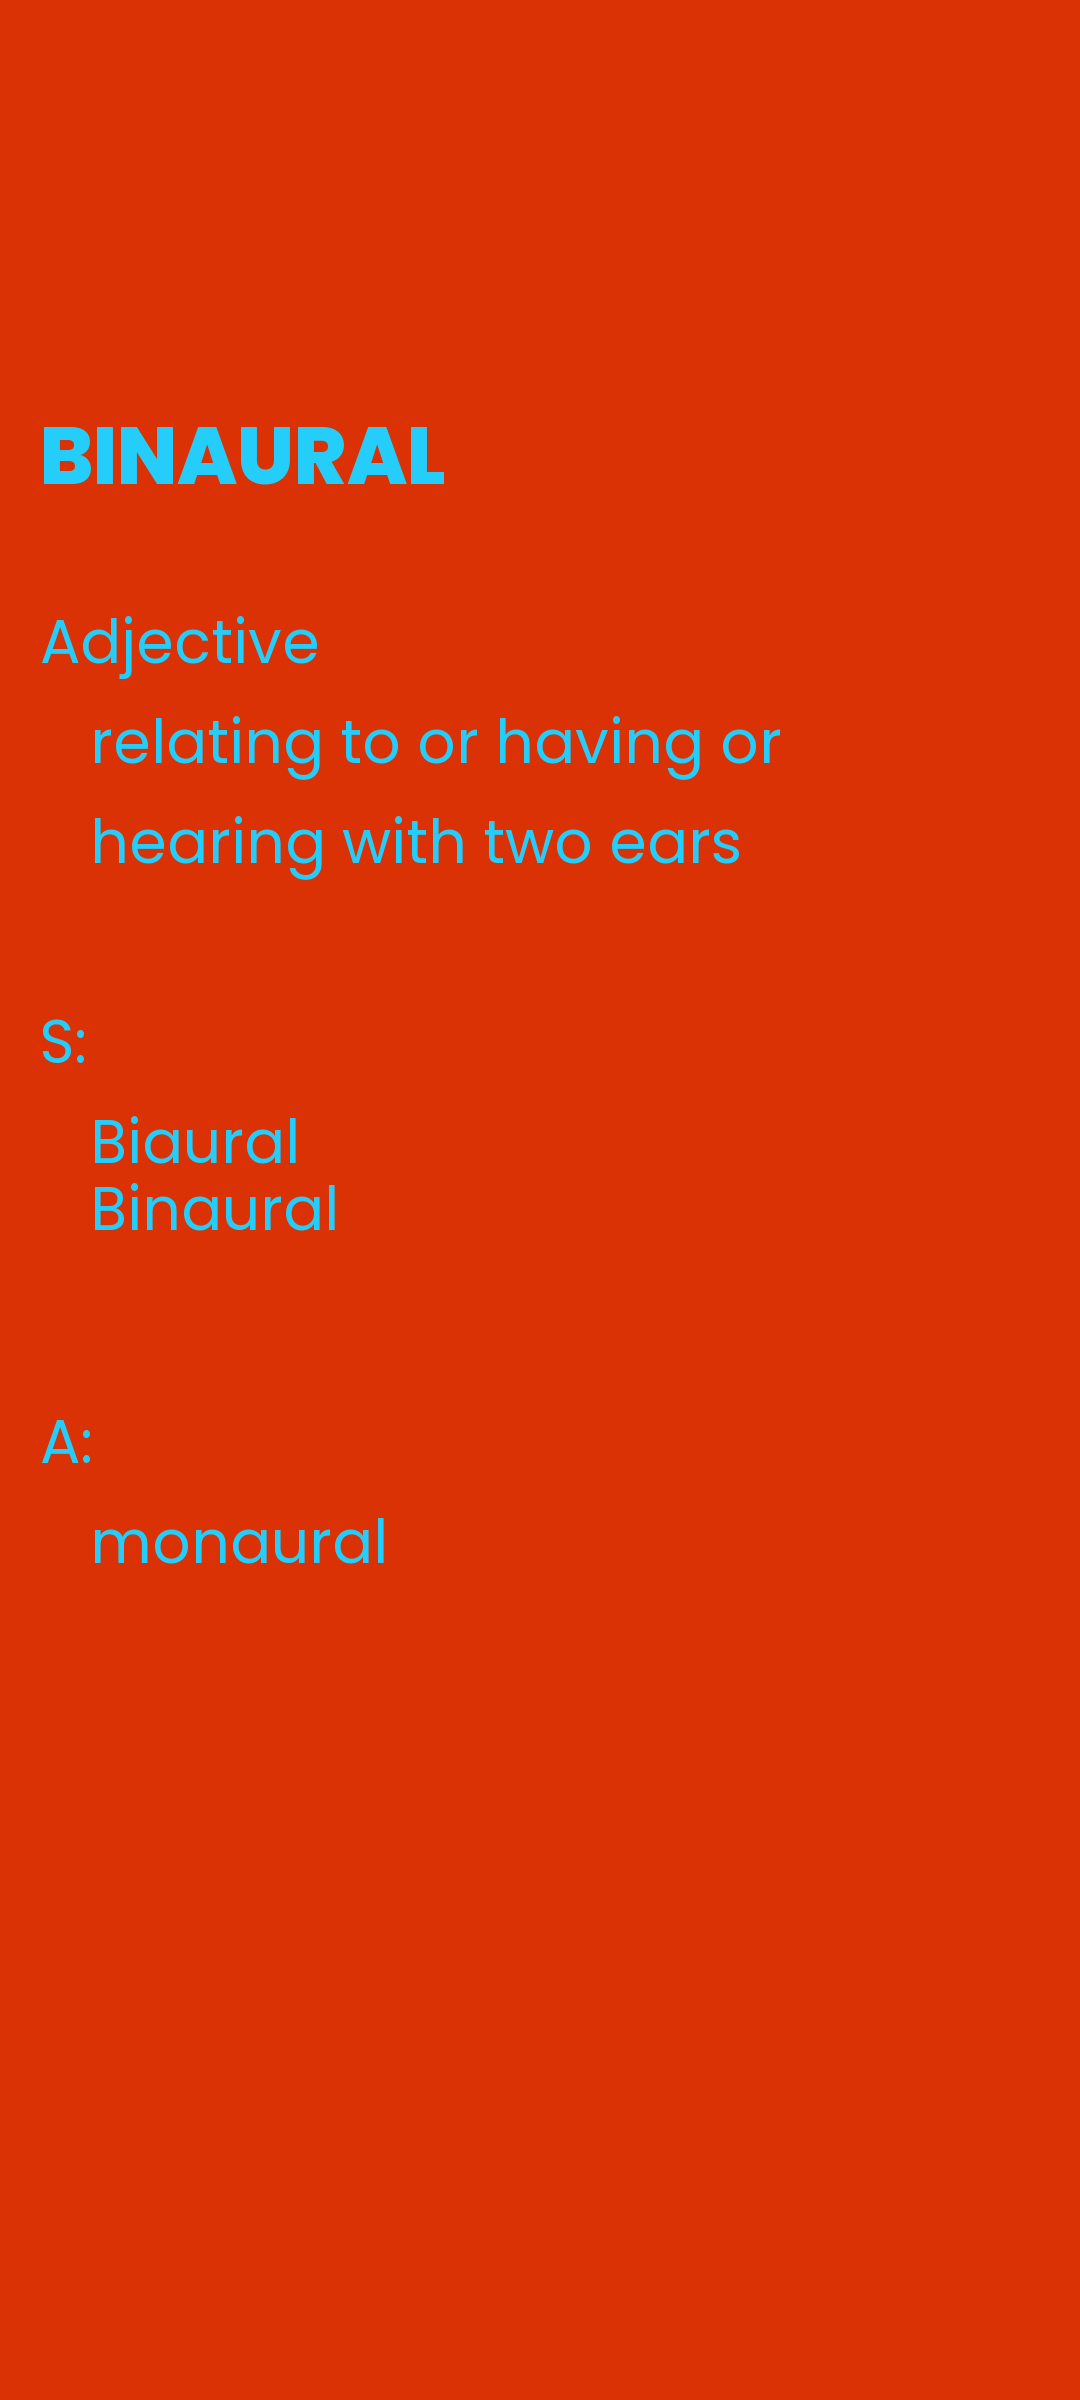 BINAURAL
Adjective
relating to or having or
hearing with two ears
S:
Biaural
Binaural
A:
monaural